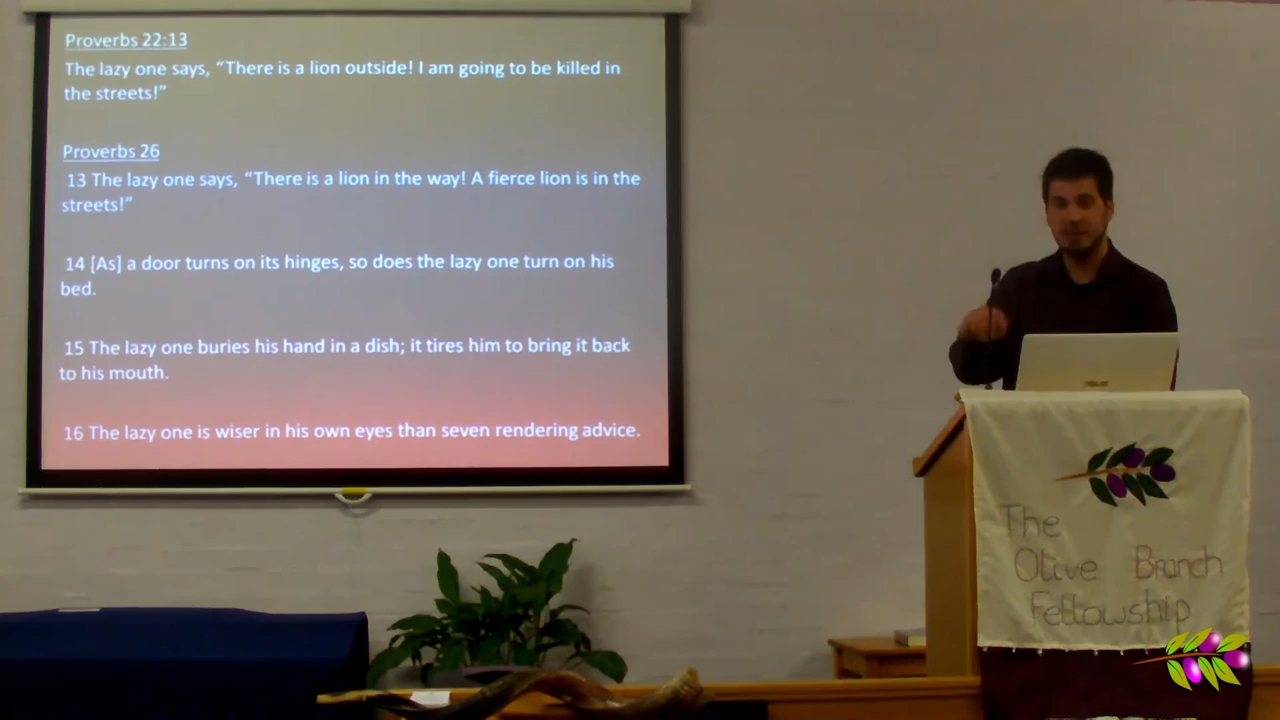 Proverbs 22:13
The lazy one says, “There is a lion outside! I am going to be killed in
the streets!”
Proverbs 26
13 The lazy one says, “There is a lion in the way! A fierce lion is in the
streets!”
14 [As] a door turns on its hinges, so does the lazy one turn on his
bed.
15 The lazy one buries his hand in a dish; it tires him to bring it back
to his mouth.
16 The lazy one is wiser in his own eyes than seven rendering advice.
ASUS
The
Olive Branch
Fellowship